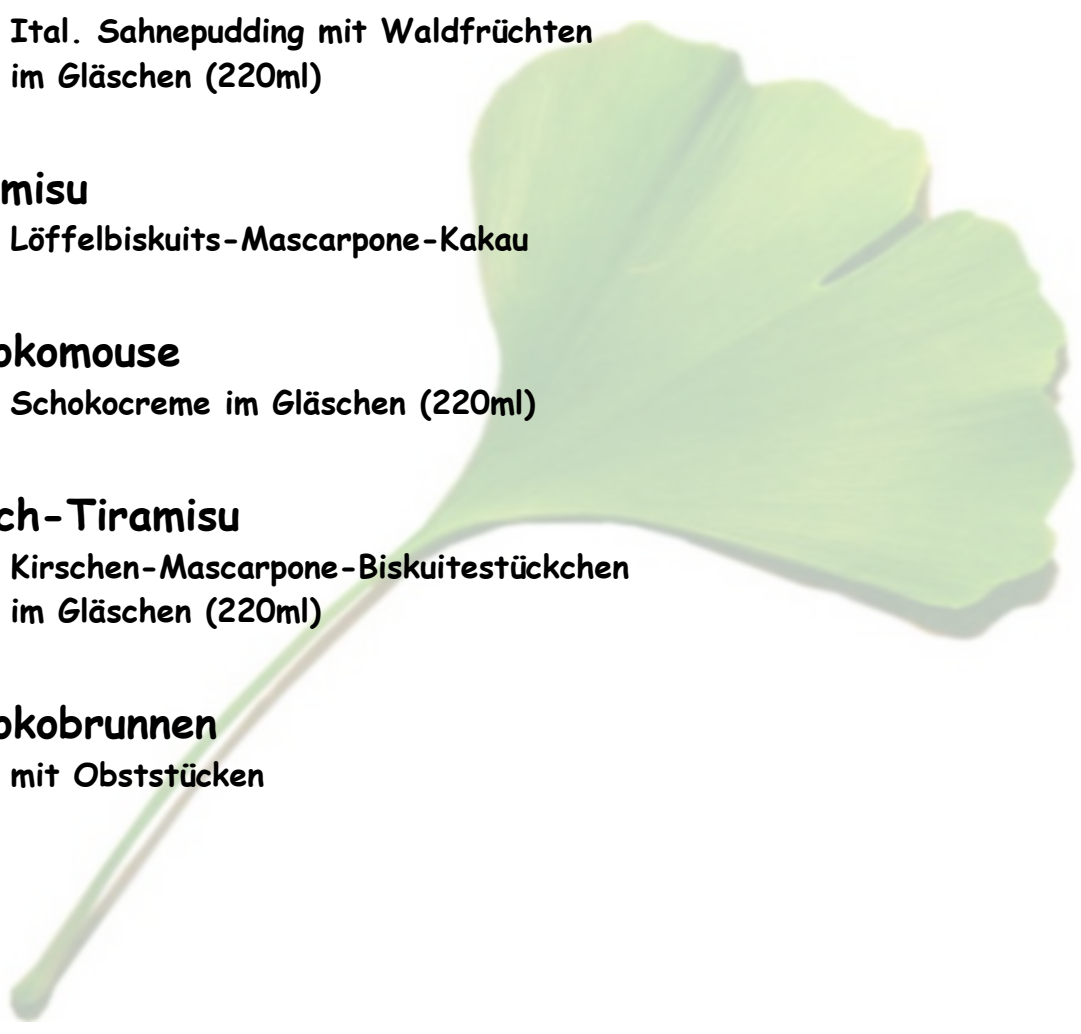 Ital. Sahnepudding mit Waldfrüchten
im Gläschen (220ml)
misu
Löffelbiskuits-Mascarpone-Kakau
okomouse
Schokocreme im Gläschen (220ml)
ch-Tiramisu
Kirschen-Mascarpone-Biskuitestückchen
im Gläschen (220ml)
okobrunnen
mit Obststücken